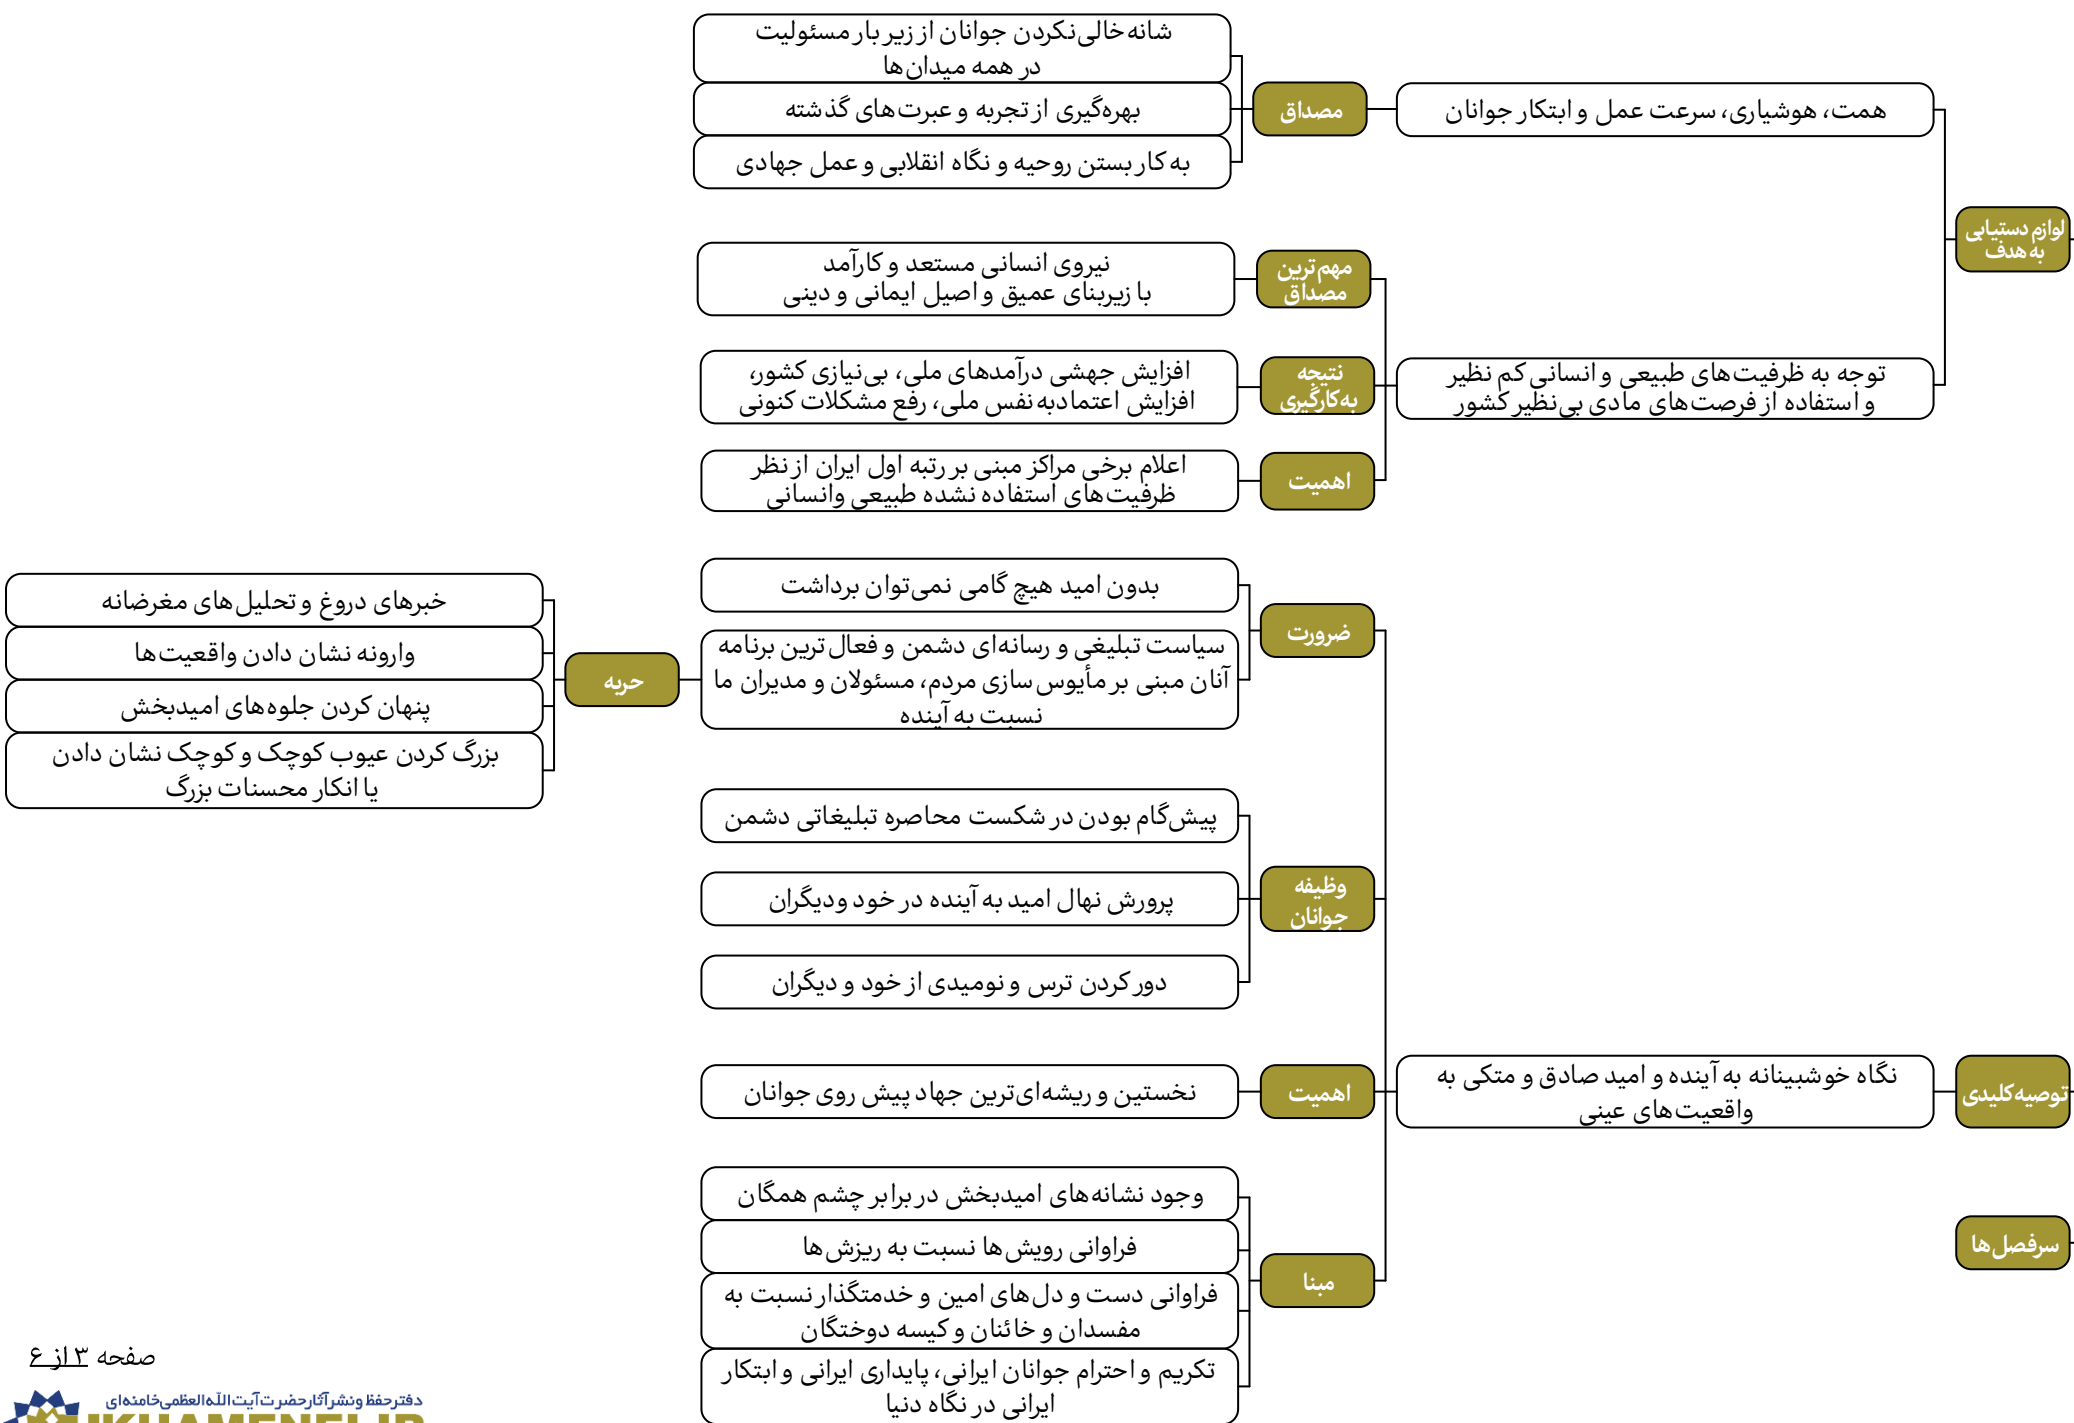 لوازم دستیابی
به هدف
همت، هوشیاری، سرعت عمل و ابتکار جوانان
مصداق
شانه خالی نکردن جوانان از زیر بار مسئولیت
در همه میدان‌ها
بهره‌گیری از تجربه و عبرت‌های گذشته
به کار بستن روحیه و نگاه انقلابی و عمل جهادی
توجه به ظرفیت‌های طبیعی و انسانی کم نظیر
و استفاده از فرصت‌های مادی بی‌نظیر کشور
مهم‌ترین
مصداق
نیروی انسانی مستعد و کارآمد
با زیربنای عمیق و اصیل ایمانی و دینی
نتیجه
به‌کارگیری
افزایش جهشی درآمدهای ملی، بی‌نیازی کشور،
افزایش اعتمادبه نفس ملی، رفع مشکلات کنونی
اهمیت
اعلام برخی مراکز مبنی بر رتبه اول ایران از نظر
ظرفیت‌های استفاده نشده طبیعی وانسانی
توصیه کلیدی
نگاه خوشبینانه به آینده و امید صادق و متکی به
واقعیت‌های عینی
ضرورت
بدون امید هیچ گامی نمی‌توان برداشت
سیاست تبلیغی و رسانه‌ای دشمن و فعال‌ترین برنامه
آنان مبنی بر مأیوس سازی مردم، مسئولان و مدیران ما
نسبت به آینده
حربه
خبرهای دروغ و تحلیل‌های مغرضانه
وارونه نشان دادن واقعیت‌ها
پنهان کردن جلوه‌های امیدبخش
بزرگ کردن عیوب کوچک و کوچک نشان دادن
یا انکار محسنات بزرگ
وظیفه
جوانان
پیش‌گام بودن در شکست محاصره تبلیغاتی دشمن
پرورش نهال امید به آینده در خود ودیگران
دور کردن ترس و نومیدی از خود و دیگران
اهمیت
نخستین و ریشه‌ای‌ترین جهاد پیش روی جوانان
مبنا
وجود نشانه‌های امیدبخش در برابر چشم همگان
فراوانی رویش‌ها نسبت به ریزش‌ها
فراوانی دست و دل‌های امین و خدمتگذار نسبت به
مفسدان و خائنان و کیسه دوختگان
تکریم و احترام جوانان ایرانی، پایداری ایرانی و ابتکار
ایرانی در نگاه دنیا
سرفصل‌ها
صفحه ۳ از ۶
دفتر حفظ و نشر آثار حضرت آیت‌اللّه‌العظمی خامنه‌ای
KHAMENEI.IR